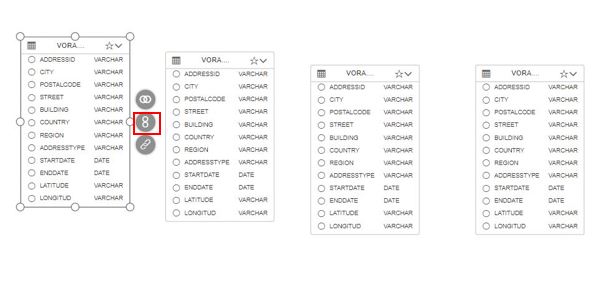 VORA...
ADDRESSID VARCHAR
CITY VARCHAR
POSTALCODE VARCHAR
STREET VARCHAR
BUILDING VARCHAR
COUNTRY VARCHAR
REGION VARCHAR
ADDRESSTYPE VARCHAR
STARTDATE DATE
ENDDATE DATE
LATITUDE VARCHAR
LONGITUD VARCHAR
VORA...
ADDRESSID VARCHAR
CITY VARCHAR
POSTALCODE VARCHAR
STREET VARCHAR
BUILDING VARCHAR
COUNTRY VARCHAR
REGION VARCHAR
ADDRESSTYPE VARCHAR
STARTDATE DATE
ENDDATE DATE
LATITUDE VARCHAR
LONGITUD VARCHAR
VORA...
ADDRESSID VARCHAR
CITY VARCHAR
POSTALCODE VARCHAR
STREET VARCHAR
BUILDING VARCHAR
COUNTRY VARCHAR
REGION VARCHAR
ADDRESSTYPE VARCHAR
STARTDATE DATE
ENDDATE DATE
LATITUDE VARCHAR
LONGITUD VARCHAR
VORA...
ADDRESSID VARCHAR
CITY VARCHAR
POSTALCODE VARCHAR
STREET VARCHAR
BUILDING VARCHAR
COUNTRY VARCHAR
REGION VARCHAR
ADDRESSTYPE VARCHAR
STARTDATE DATE
ENDDATE DATE
LATITUDE VARCHAR
LONGITUD VARCHAR